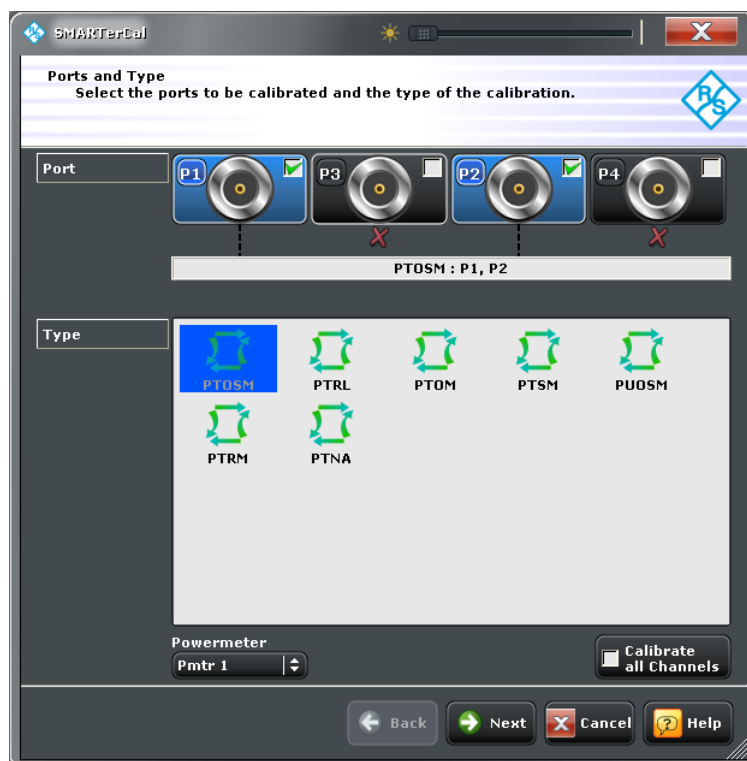 SMARTerCal
Ports and Type
Select the ports to be calibrated and the type of the calibration.
R&S
Port
P1 P3 P2 P4
PTOSM : P1, P2
Type
PTOSM PTRL PTOM PTSM PUOSM
PTRM PTNA
Powermeter
Pmtr 1
Calibrate
all Channels
Back Next Cancel Help